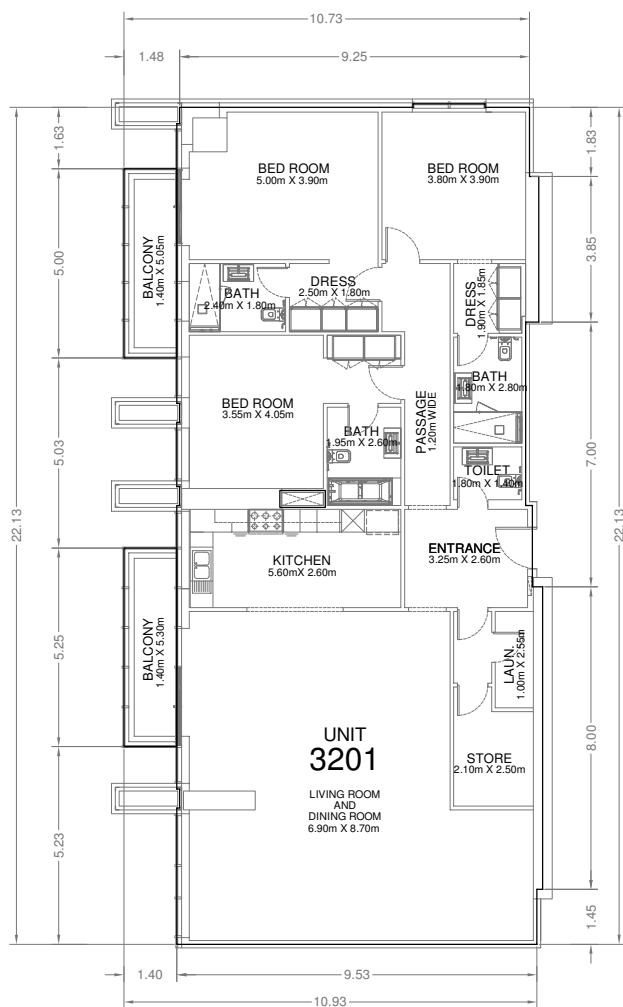 10.73
1.48
9.25
1.63
1.83
BED ROOM
5.00m X 3.90m
BED ROOM
3.80m X 3.90m
5.00
3.85
BALCONY
1.40m X 5.05m
BATH
2.40m X 1.80m
DRESS
2.50m X 1.80m
DRESS
1.90m X 1.85m
BED ROOM
3.55m X 4.05m
BATH
1.80m X 2.80m
PASSAGE
1.20m WIDE
BATH
1.95m X 2.60m
5.03
7.00
TOILET
1.80m X 1.40m
22.13
22.13
KITCHEN
5.60mX 2.60m
ENTRANCE
3.25m X 2.60m
5.25
BALCONY
1.40m X 5.30m
LAUN.
1.00m X 2.55m
8.00
UNIT
3201
STORE
2.10m X 2.50m
LIVING ROOM
AND
DINING ROOM
6.90m X 8.70m
5.23
1.45
1.40
9.53
10.93